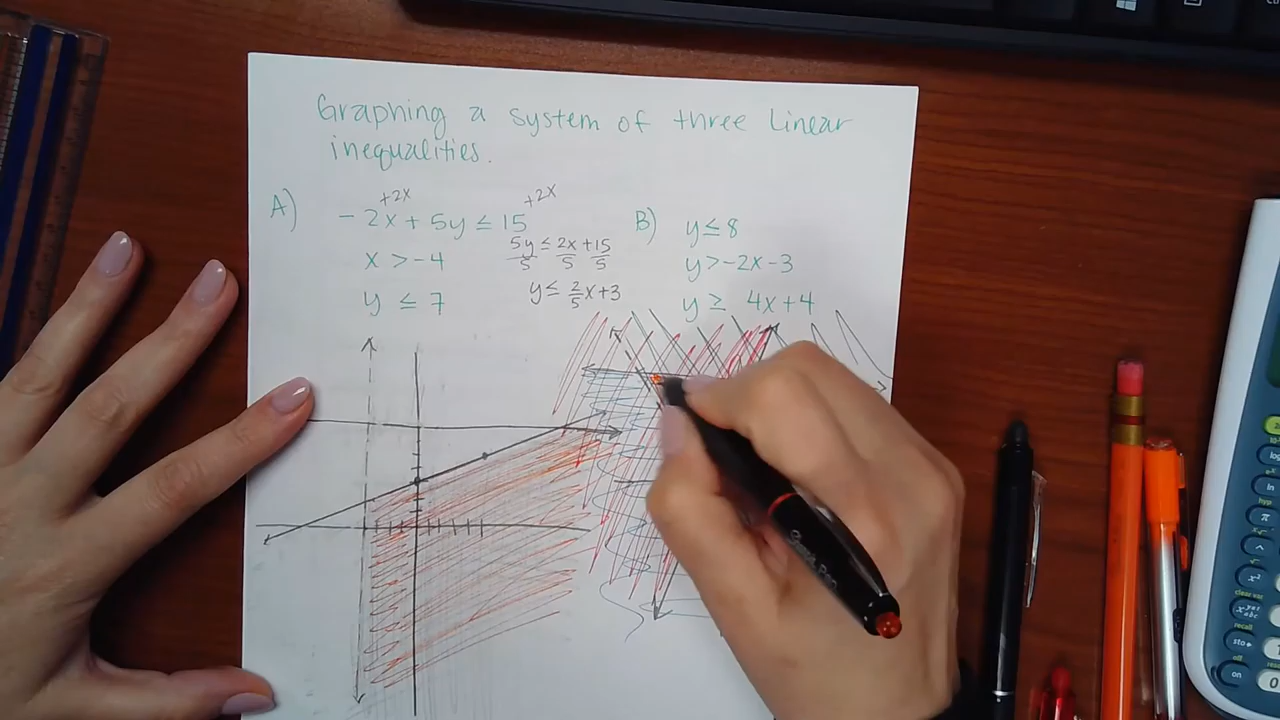 Graphing a system of three linear
inequalities.
A)
+2x +2x
- 2x + 5y ≤ 15
x > -4
y ≤ 7
5y ≤ 2x + 15
5 5 5
y ≤ 2/5 x + 3
B)
y ≤ 8
y > -2x - 3
y ≥ 4x + 4